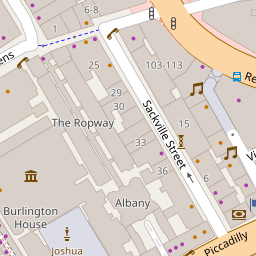 1
6-8
ens
25
103-113
Re
29
30
Sackville Street
The Ropway
33
15
Vi
36
6
Albany
Burlington
House
Piccadilly
Joshua